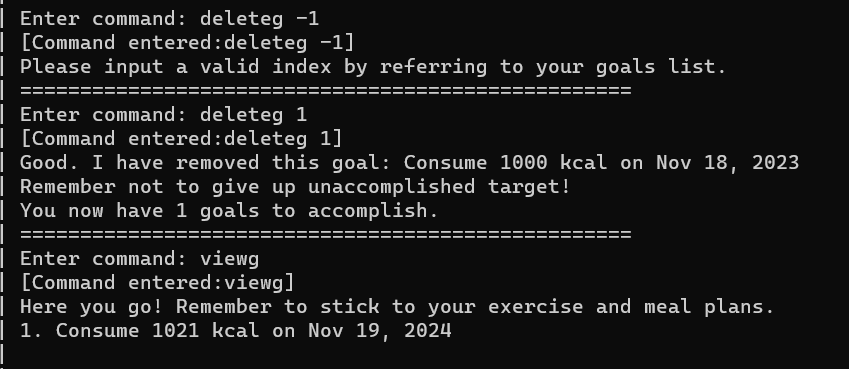 | Enter command: deleteg -1
| [Command entered:deleteg -1]
| Please input a valid index by referring to your goals list.
| ===================================================
| Enter command: deleteg 1
| [Command entered:deleteg 1]
| Good. I have removed this goal: Consume 1000 kcal on Nov 18, 2023
| Remember not to give up unaccomplished target!
| You now have 1 goals to accomplish.
| ===================================================
| Enter command: viewg
| [Command entered:viewg]
| Here you go! Remember to stick to your exercise and meal plans.
| 1. Consume 1021 kcal on Nov 19, 2024
|